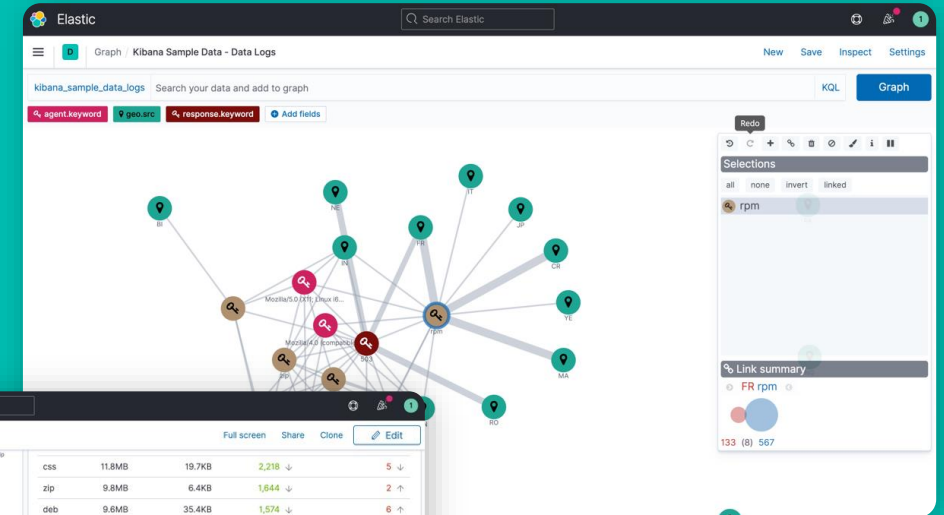 Elastic
Search Elastic
1
D Graph / Kibana Sample Data - Data Logs
New Save Inspect Settings
kibana_sample_data_logs Search your data and add to graph KQL Graph
agent.keyword geo.src response.keyword Add fields
Redo
Selections
all none invert linked
rpm
IT
NE
BI
JP
FR
IN
CR
Mozilla/5.0 (X11; Linux i6...
YE
rpm
Mozilla/4.0 (compatibl
503
zip
MA
RO
Link summary
FR rpm
133 (8) 567
1
Full screen Share Clone Edit
css 11.8MB 19.7KB 2,218 ↓ 5 ↓
zip 9.8MB 6.4KB 1,644 ↓ 2 ↑
deb 9.6MB 35.4KB 1,574 ↓ 6 ↑